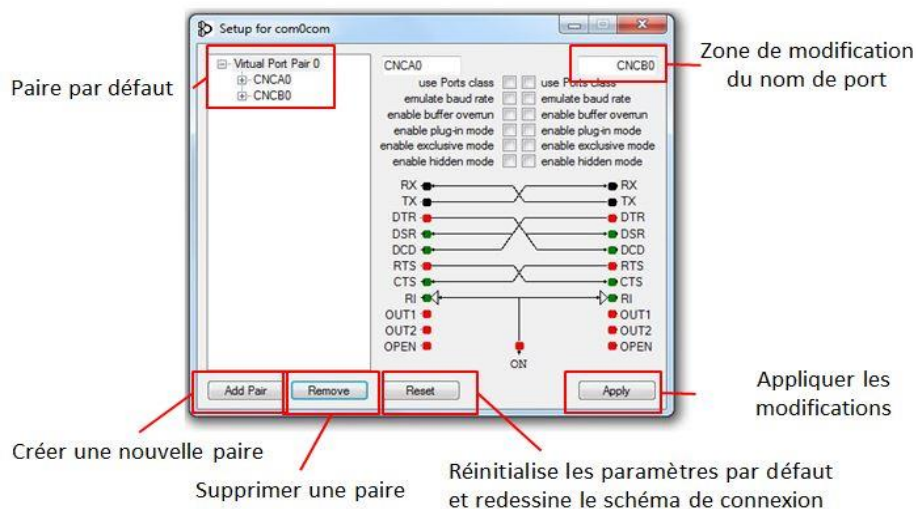 Setup for com0com
Paire par défaut
Virtual Port Pair 0
CNCA0
CNCB0
CNCA0
CNCB0
Zone de modification
du nom de port
use Ports class use Ports class
emulate baud rate emulate baud rate
enable buffer overrun enable buffer overrun
enable plug-in mode enable plug-in mode
enable exclusive mode enable exclusive mode
enable hidden mode enable hidden mode
RX RX
TX TX
DTR DTR
DSR DSR
DCD DCD
RTS RTS
CTS CTS
RI RI
OUT1 OUT1
OUT2 OUT2
OPEN OPEN
ON
Add Pair Remove Reset Apply
Appliquer les
modifications
Créer une nouvelle paire
Supprimer une paire
Réinitialise les paramètres par défaut
et redessine le schéma de connexion